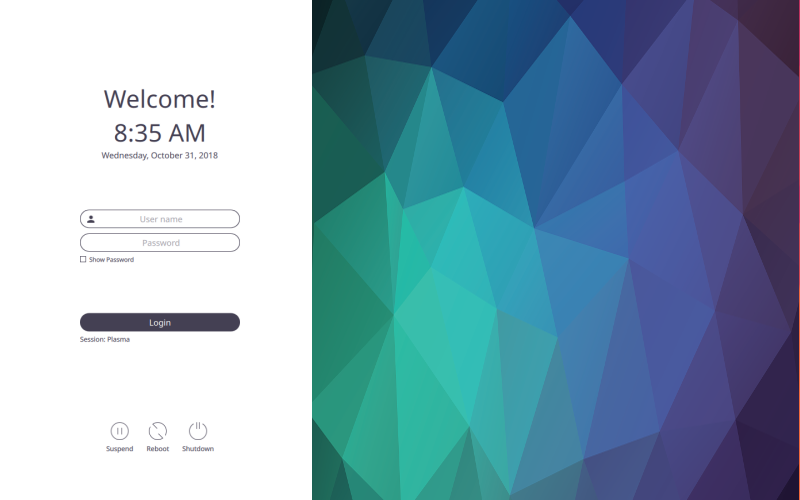 Welcome!
8:35 AM
Wednesday, October 31, 2018
User name
Password
Show Password
Login
Session: Plasma
Suspend Reboot Shutdown